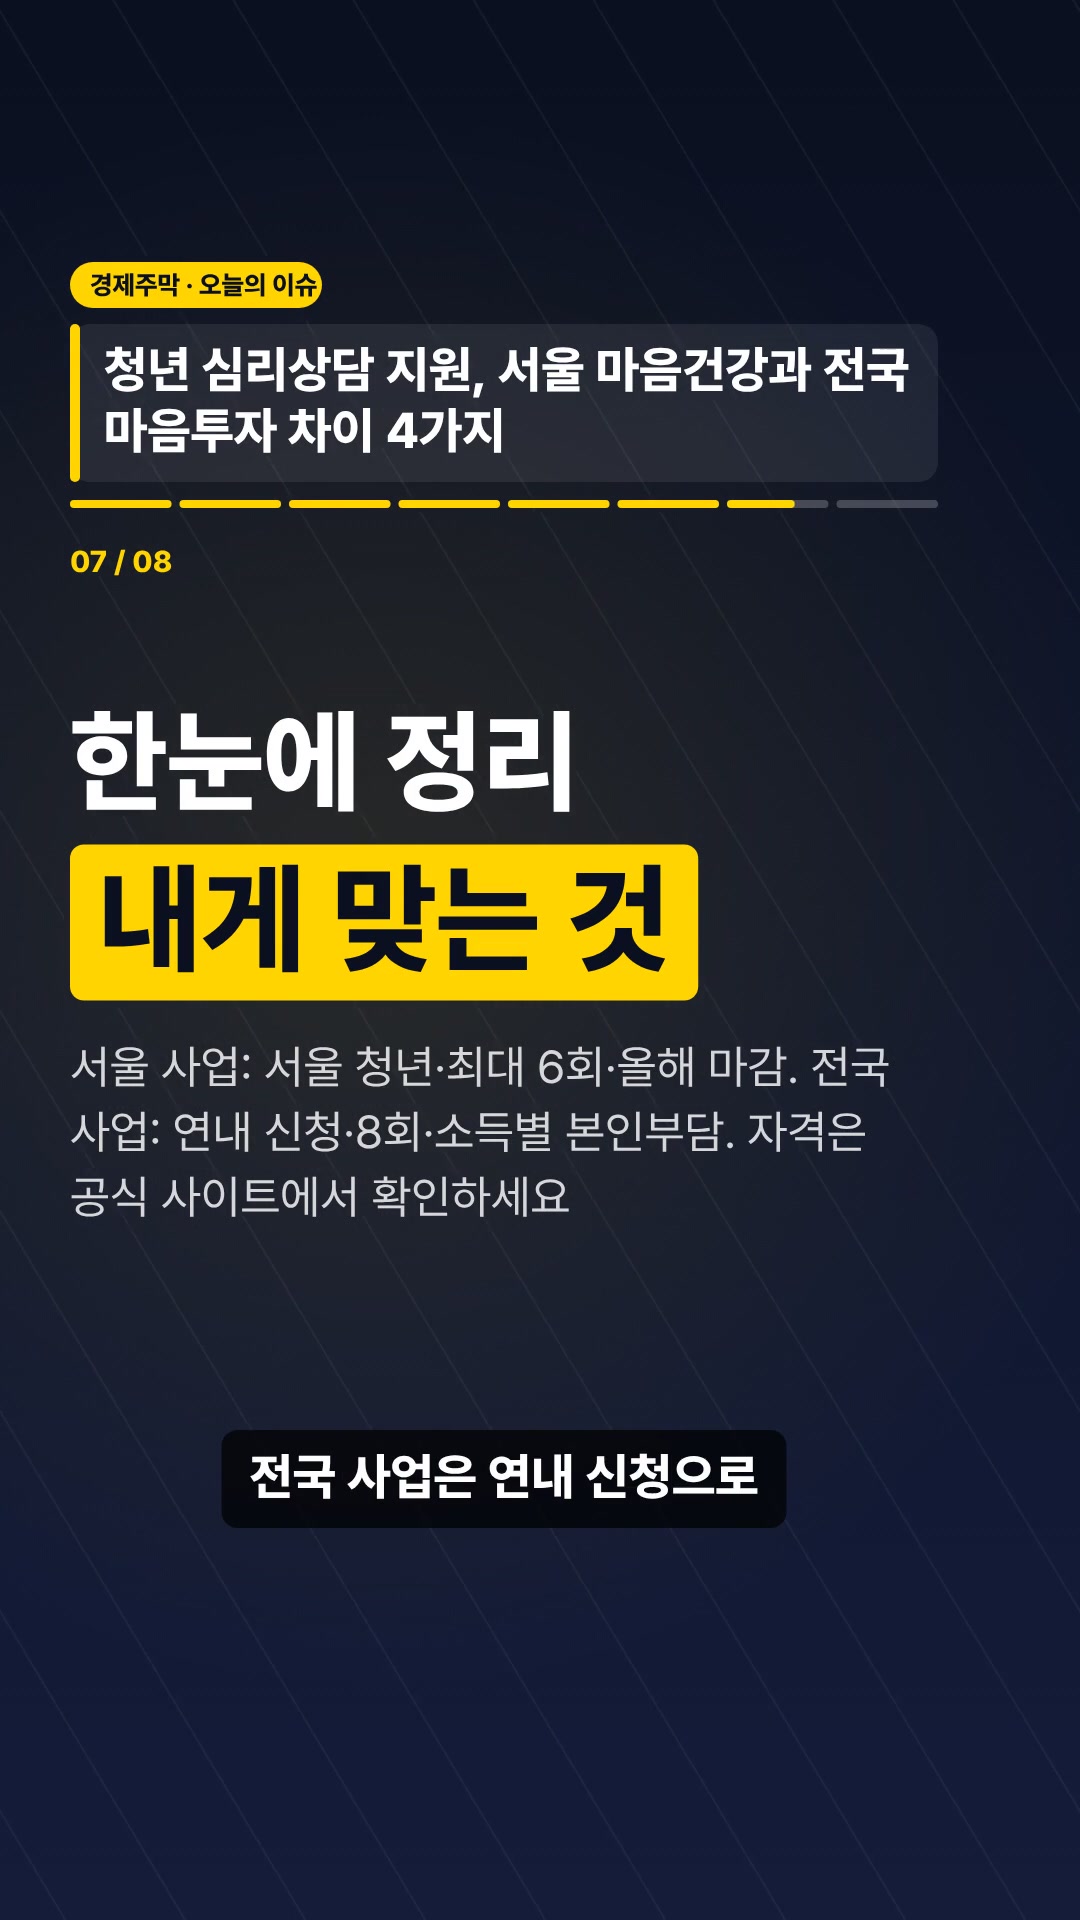 경제주막 · 오늘의 이슈
청년 심리상담 지원, 서울 마음건강과 전국
마음투자 차이 4가지
07 / 08
한눈에 정리
내게 맞는 것
서울 사업: 서울 청년·최대 6회·올해 마감. 전국
사업: 연내 신청·8회·소득별 본인부담. 자격은
공식 사이트에서 확인하세요
전국 사업은 연내 신청으로